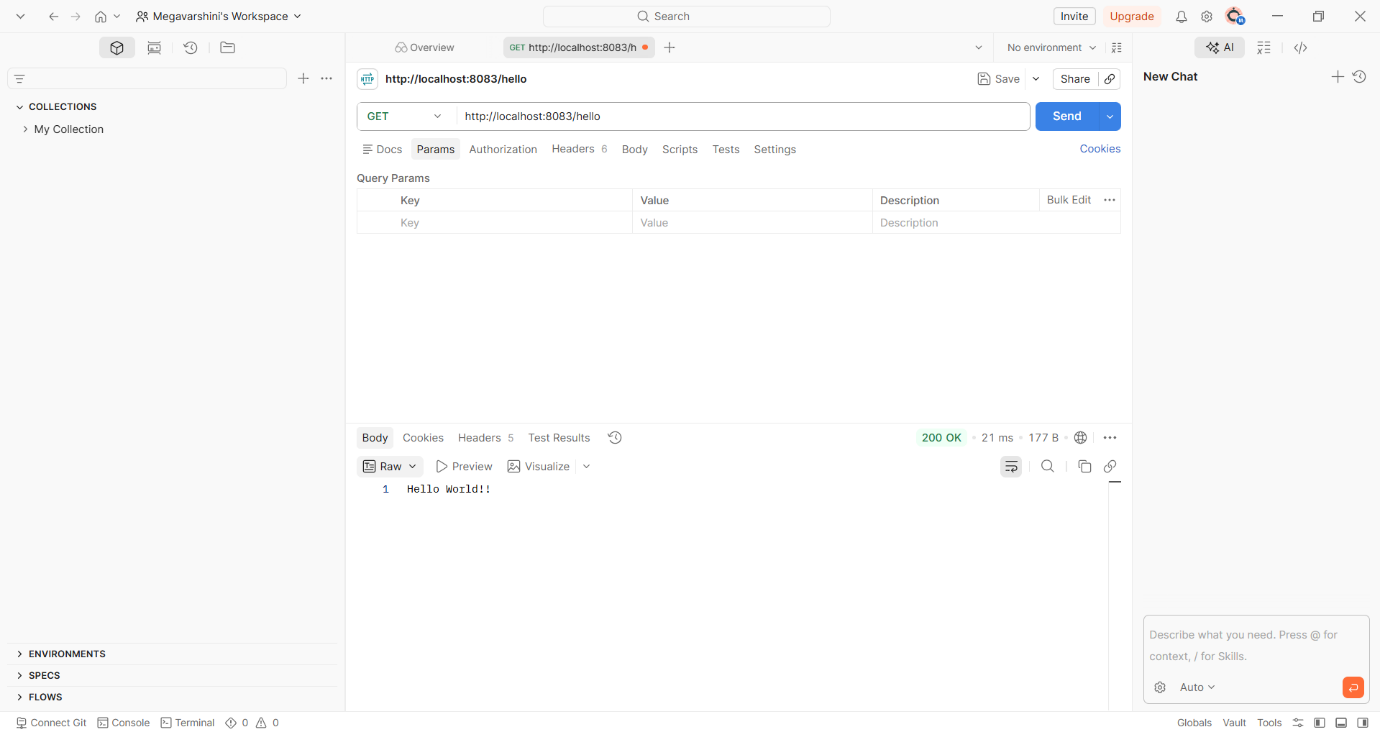 Megavarshini's Workspace
Search
Invite
Upgrade
Overview
GET http://localhost:8083/h
No environment
AI
COLLECTIONS
My Collection
ENVIRONMENTS
SPECS
FLOWS
HTTP
http://localhost:8083/hello
Save
Share
GET
http://localhost:8083/hello
Send
Docs
Params
Authorization
Headers 6
Body
Scripts
Tests
Settings
Cookies
Query Params
Key
Value
Description
Bulk Edit
Key
Value
Description
Body
Cookies
Headers 5
Test Results
200 OK
21 ms
177 B
Raw
Preview
Visualize
1 Hello World!!
New Chat
Describe what you need. Press @ for
context, / for Skills.
Auto
Connect Git
Console
Terminal
0
0
Globals
Vault
Tools